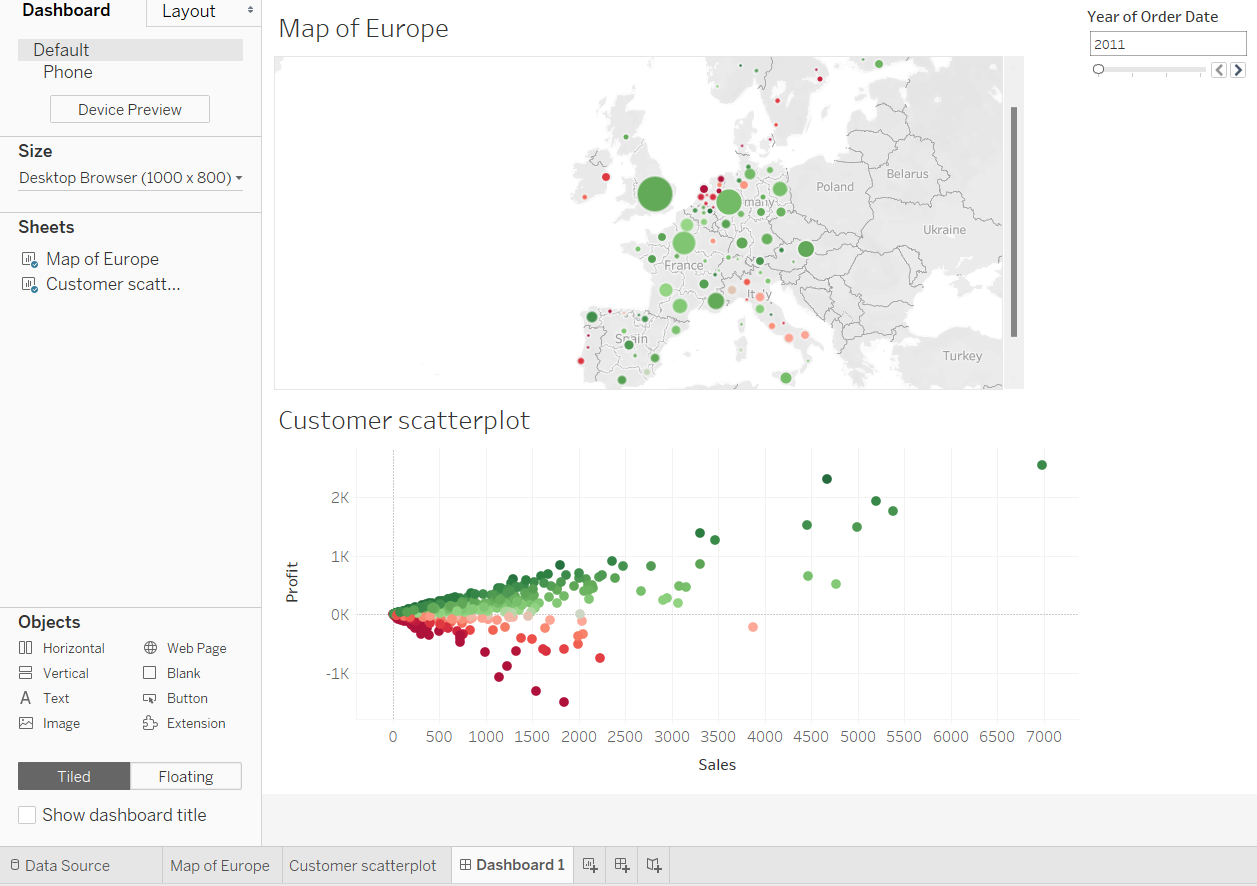 Dashboard
Layout
Default
Phone
Device Preview
Size
Desktop Browser (1000 x 800)
Sheets
Map of Europe
Customer scatt...
Objects
Horizontal
Web Page
Vertical
Blank
Text
Button
Image
Extension
Tiled
Floating
Show dashboard title
Map of Europe
Year of Order Date
2011
Belarus
Poland
many
Ukraine
France
Italy
Spain
Turkey
Customer scatterplot
Profit
2K
1K
0K
-1K
0 500 1000 1500 2000 2500 3000 3500 4000 4500 5000 5500 6000 6500 7000
Sales
Data Source
Map of Europe
Customer scatterplot
Dashboard 1